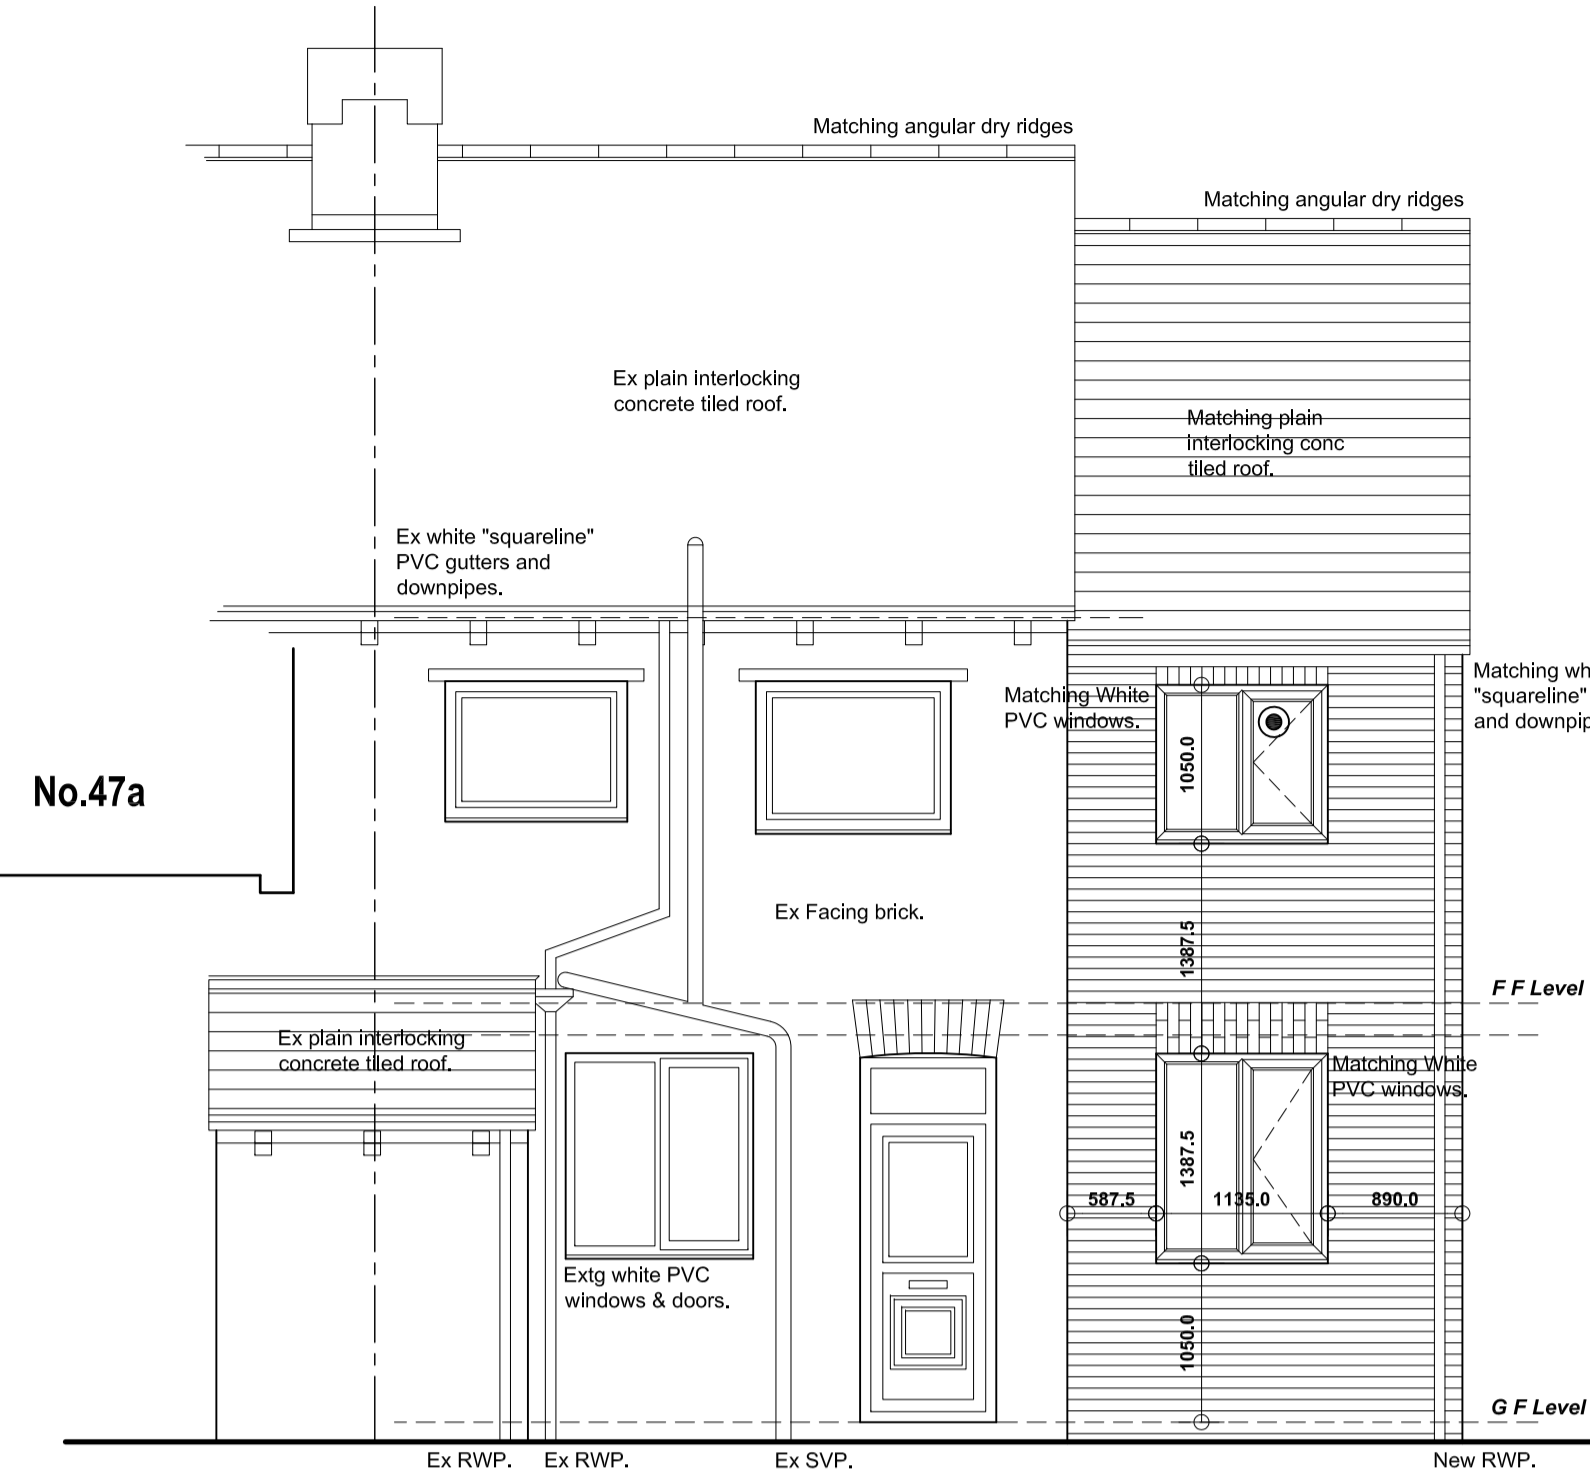 Matching angular dry ridges
Matching angular dry ridges
Ex plain interlocking
concrete tiled roof.
Matching plain
interlocking conc
tiled roof.
Ex white "squareline"
PVC gutters and
downpipes.
Matching White
PVC windows.
Matching wh
"squareline"
and downpip
1050.0
No.47a
Ex Facing brick.
1387.5
F F Level
Ex plain interlocking
concrete tiled roof.
Matching White
PVC windows.
1387.5
587.5
1135.0
890.0
Extg white PVC
windows & doors.
1050.0
G F Level
Ex RWP.
Ex RWP.
Ex SVP.
New RWP.